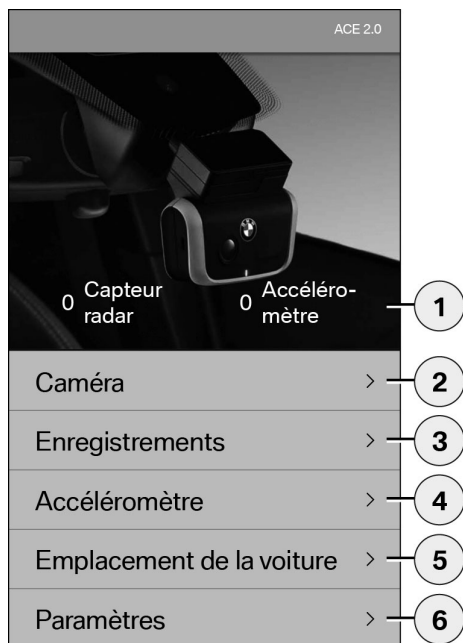 ACE 2.0
0 Capteur radar
0 Accéléro-
mètre
1
Caméra > 2
Enregistrements > 3
Accéléromètre > 4
Emplacement de la voiture > 5
Paramètres > 6